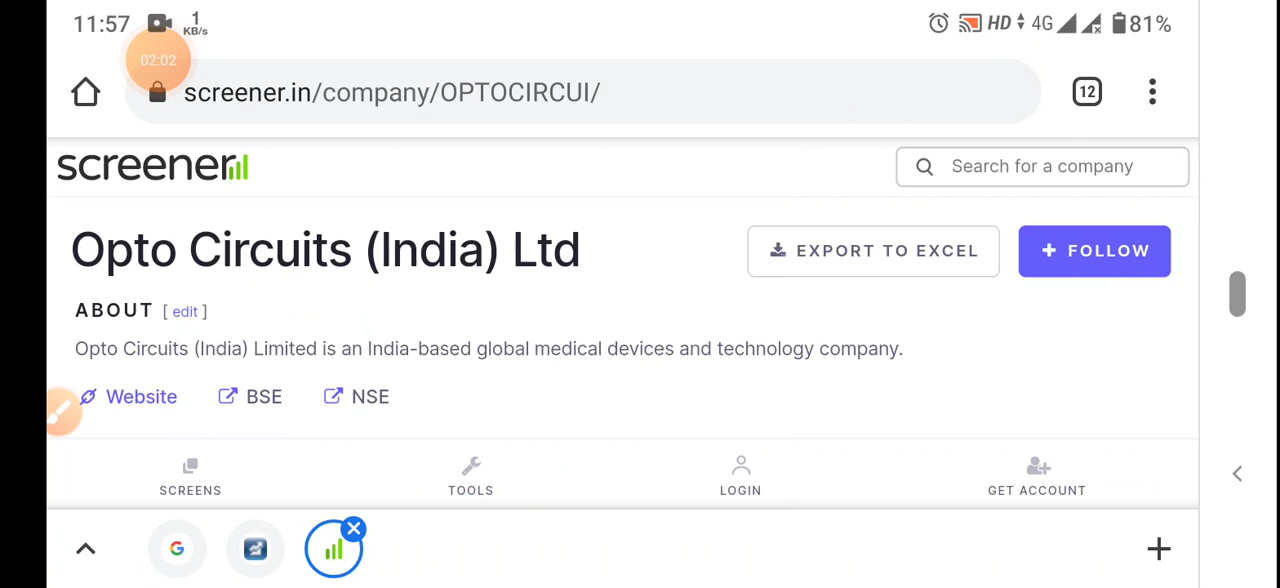 11:57 1 KB/s HD 4G 81%
02:02
screener.in/company/OPTOCIRCUI/ 12
screener Search for a company
Opto Circuits (India) Ltd EXPORT TO EXCEL + FOLLOW
ABOUT [ edit ]
Opto Circuits (India) Limited is an India-based global medical devices and technology company.
Website BSE NSE
SCREENS TOOLS LOGIN GET ACCOUNT
G